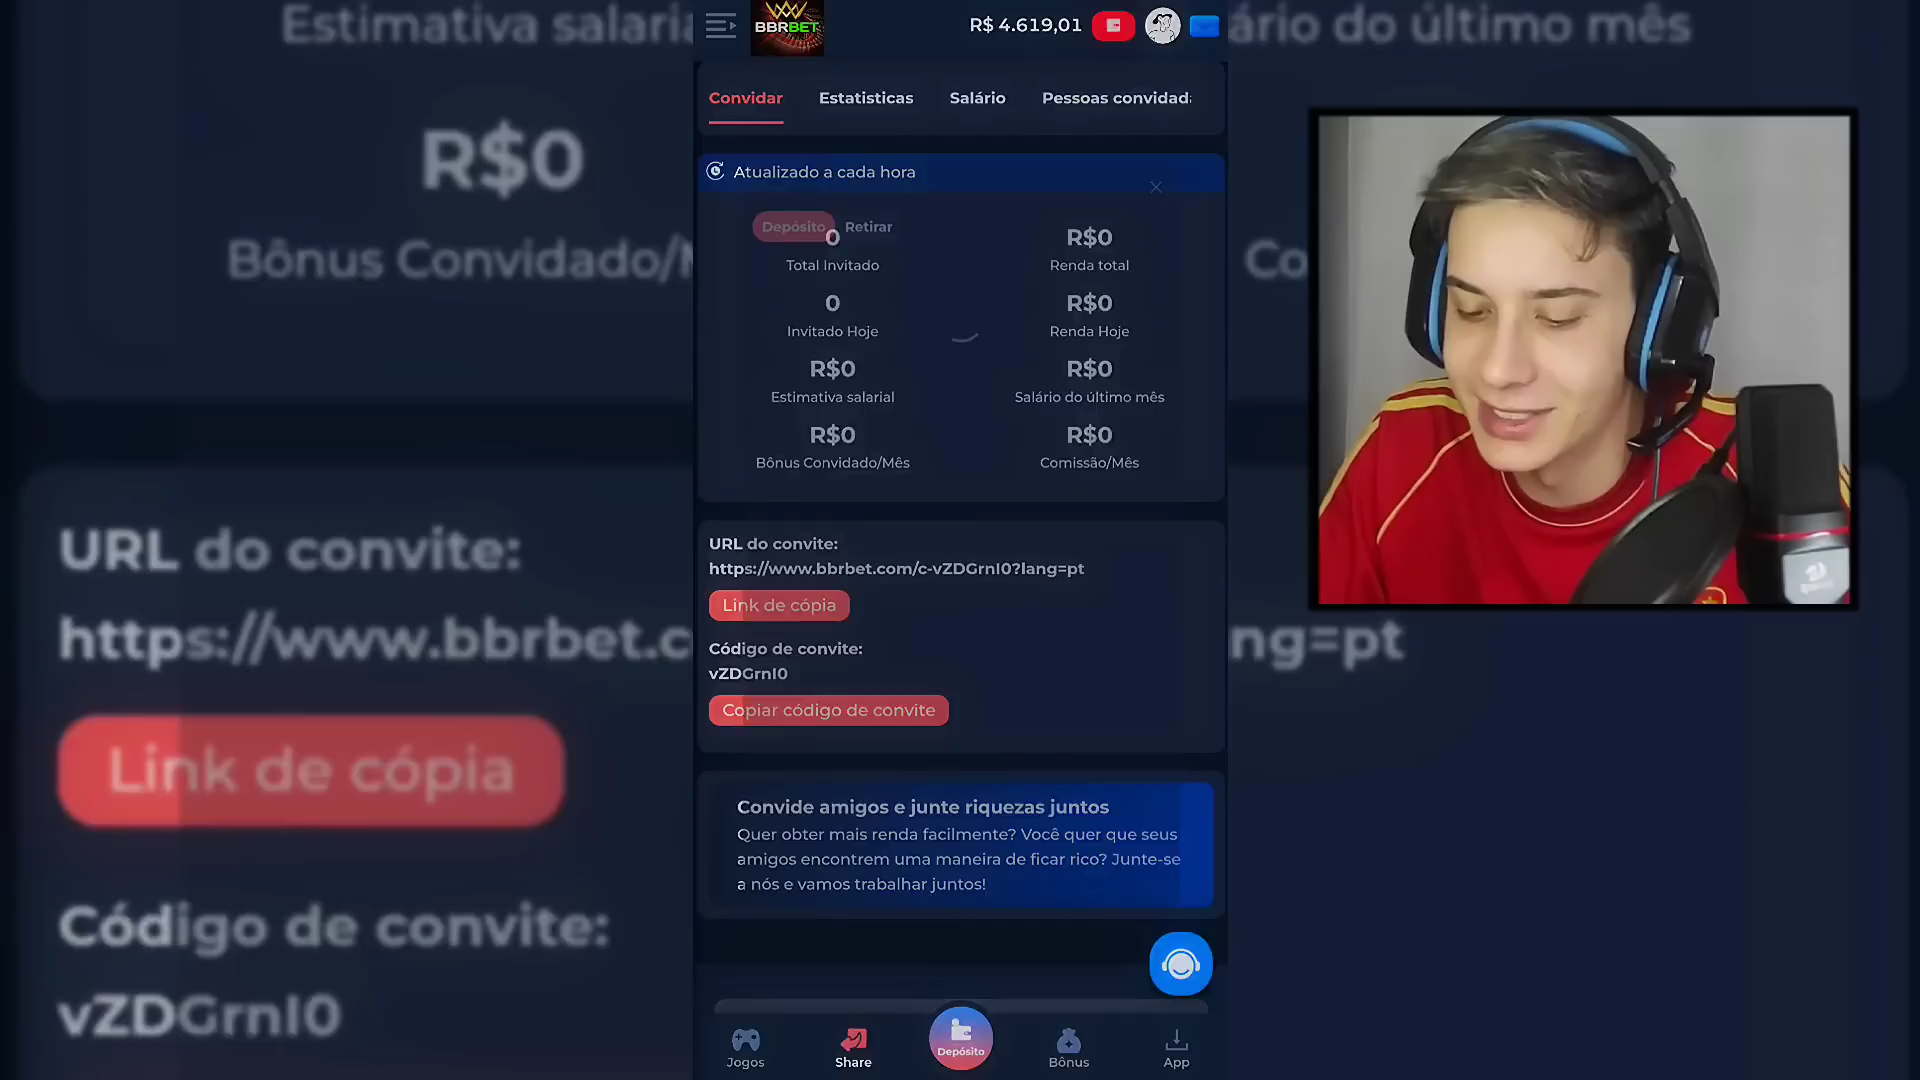 BBRBET
R$ 4.619,01
Convidar Estatisticas Salário Pessoas convidad
Atualizado a cada hora
Depósito Retirar
0 R$0
Total Invitado Renda total
0 R$0
Invitado Hoje Renda Hoje
R$0 R$0
Estimativa salarial Salário do último mês
R$0 R$0
Bônus Convidado/Mês Comissão/Mês
URL do convite:
https://www.bbrbet.com/c-vZDGrnI0?lang=pt
Link de cópia
Código de convite:
vZDGrnI0
Copiar código de convite
Convide amigos e junte riquezas juntos
Quer obter mais renda facilmente? Você quer que seus
amigos encontrem uma maneira de ficar rico? Junte-se
a nós e vamos trabalhar juntos!
Jogos Share Depósito Bônus App
Estimativa salaria ário do último mês
R$0
Bônus Convidado/M Co
URL do convite:
https://www.bbrbet.c ng=pt
Link de cópia
Código de convite:
vZDGrnI0